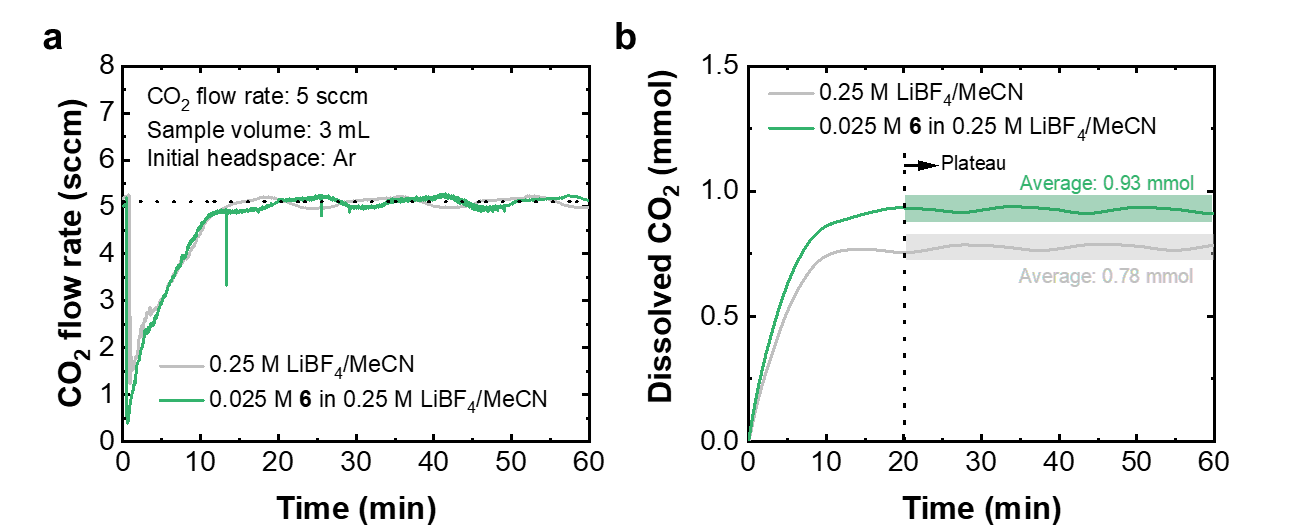 a
CO2 flow rate (sccm)
8
7
6
5
4
3
2
1
0
CO2 flow rate: 5 sccm
Sample volume: 3 mL
Initial headspace: Ar
0.25 M LiBF4/MeCN
0.025 M 6 in 0.25 M LiBF4/MeCN
0 10 20 30 40 50 60
Time (min)
b
Dissolved CO2 (mmol)
1.5
1.0
0.5
0.0
0.25 M LiBF4/MeCN
0.025 M 6 in 0.25 M LiBF4/MeCN
Plateau
Average: 0.93 mmol
Average: 0.78 mmol
0 10 20 30 40 50 60
Time (min)